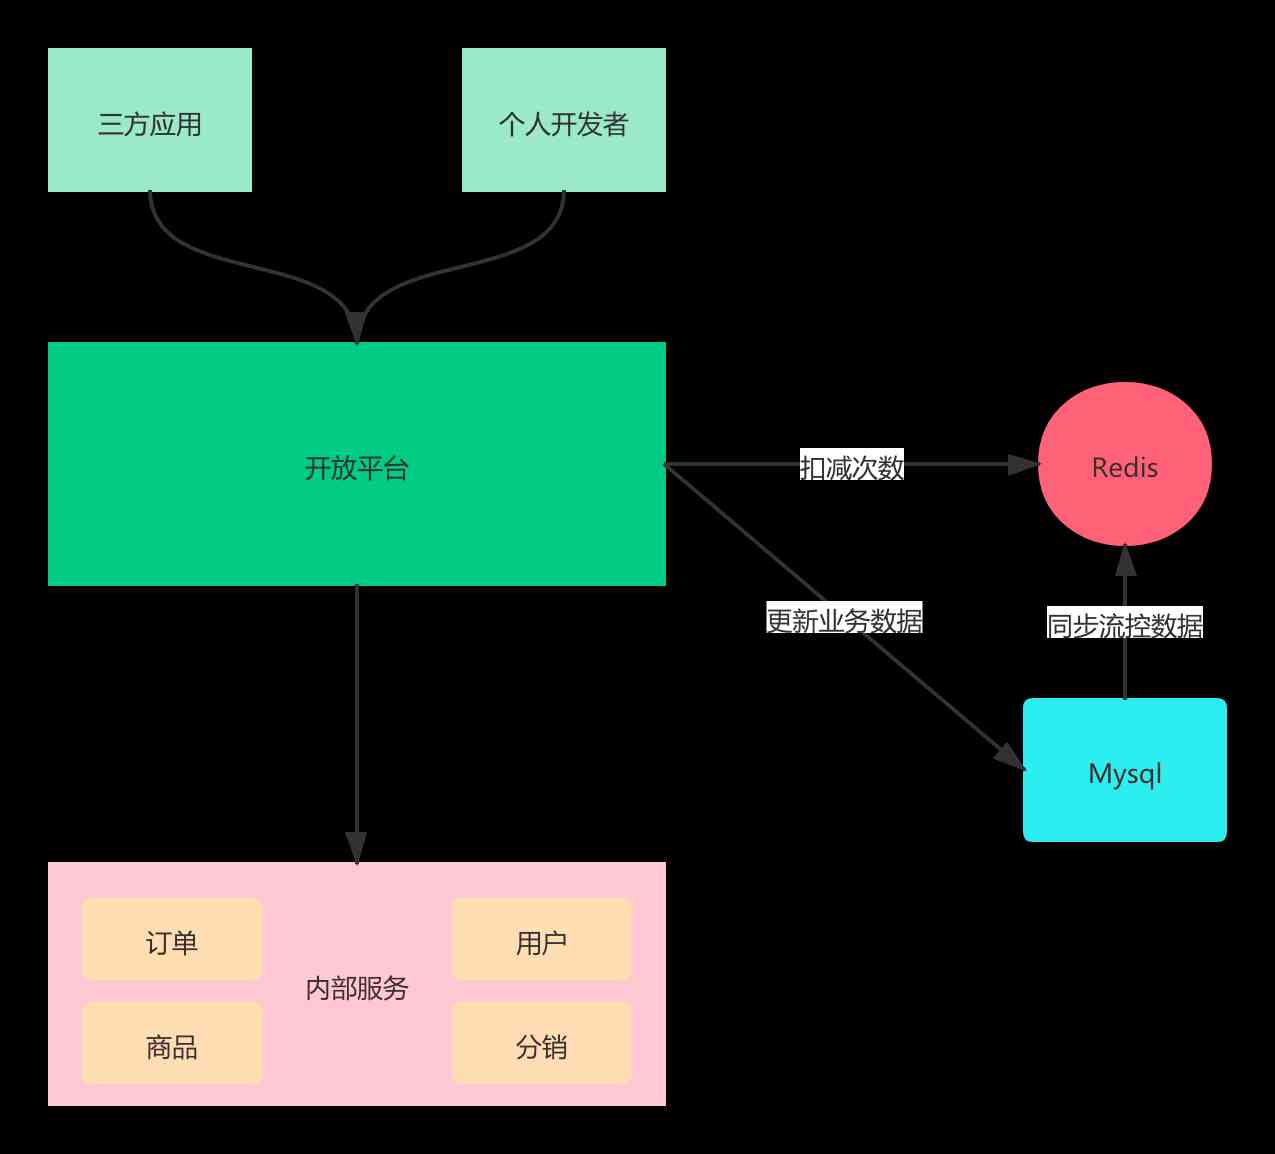 三方应用
个人开发者
开放平台
扣减次数
Redis
更新业务数据
同步流控数据
Mysql
订单
用户
内部服务
商品
分销